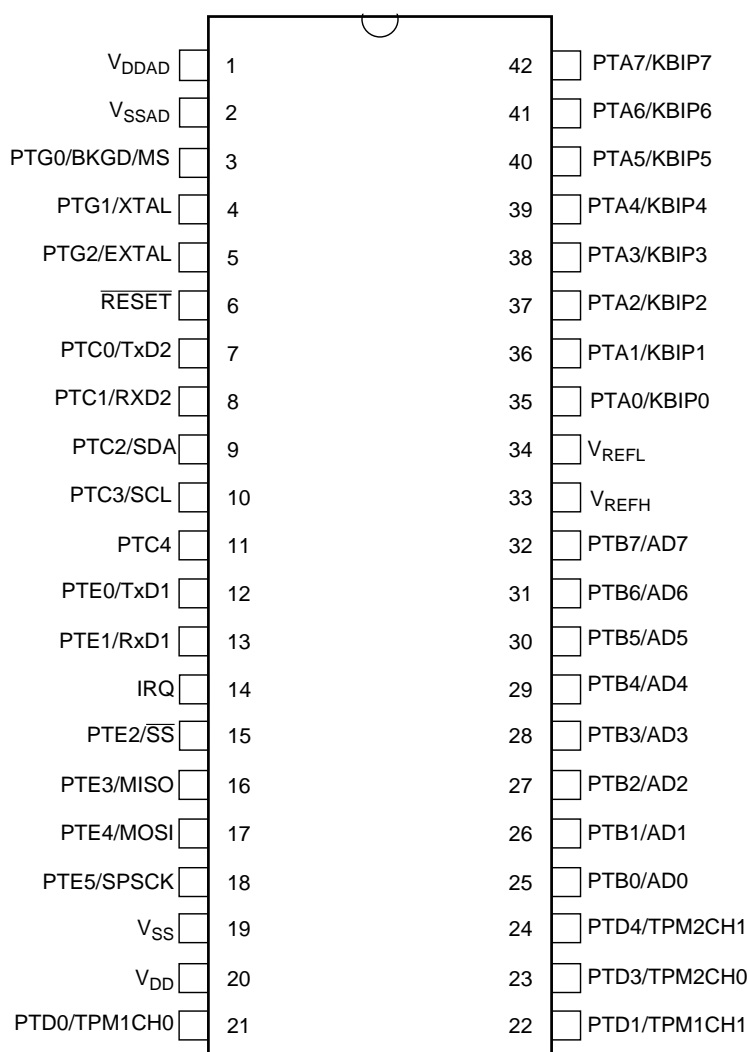 VDDAD 1 42 PTA7/KBIP7
VSSAD 2 41 PTA6/KBIP6
PTG0/BKGD/MS 3 40 PTA5/KBIP5
PTG1/XTAL 4 39 PTA4/KBIP4
PTG2/EXTAL 5 38 PTA3/KBIP3
RESET 6 37 PTA2/KBIP2
PTC0/TxD2 7 36 PTA1/KBIP1
PTC1/RXD2 8 35 PTA0/KBIP0
PTC2/SDA 9 34 VREFL
PTC3/SCL 10 33 VREFH
PTC4 11 32 PTB7/AD7
PTE0/TxD1 12 31 PTB6/AD6
PTE1/RxD1 13 30 PTB5/AD5
IRQ 14 29 PTB4/AD4
PTE2/SS 15 28 PTB3/AD3
PTE3/MISO 16 27 PTB2/AD2
PTE4/MOSI 17 26 PTB1/AD1
PTE5/SPSCK 18 25 PTB0/AD0
VSS 19 24 PTD4/TPM2CH1
VDD 20 23 PTD3/TPM2CH0
PTD0/TPM1CH0 21 22 PTD1/TPM1CH1